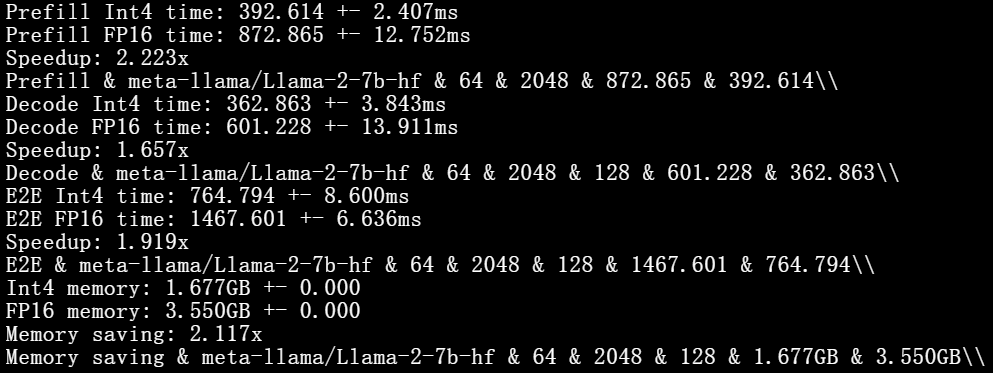 Prefill Int4 time: 392.614 +- 2.407ms
Prefill FP16 time: 872.865 +- 12.752ms
Speedup: 2.223x
Prefill & meta-llama/Llama-2-7b-hf & 64 & 2048 & 872.865 & 392.614\\
Decode Int4 time: 362.863 +- 3.843ms
Decode FP16 time: 601.228 +- 13.911ms
Speedup: 1.657x
Decode & meta-llama/Llama-2-7b-hf & 64 & 2048 & 128 & 601.228 & 362.863\\
E2E Int4 time: 764.794 +- 8.600ms
E2E FP16 time: 1467.601 +- 6.636ms
Speedup: 1.919x
E2E & meta-llama/Llama-2-7b-hf & 64 & 2048 & 128 & 1467.601 & 764.794\\
Int4 memory: 1.677GB +- 0.000
FP16 memory: 3.550GB +- 0.000
Memory saving: 2.117x
Memory saving & meta-llama/Llama-2-7b-hf & 64 & 2048 & 128 & 1.677GB & 3.550GB\\